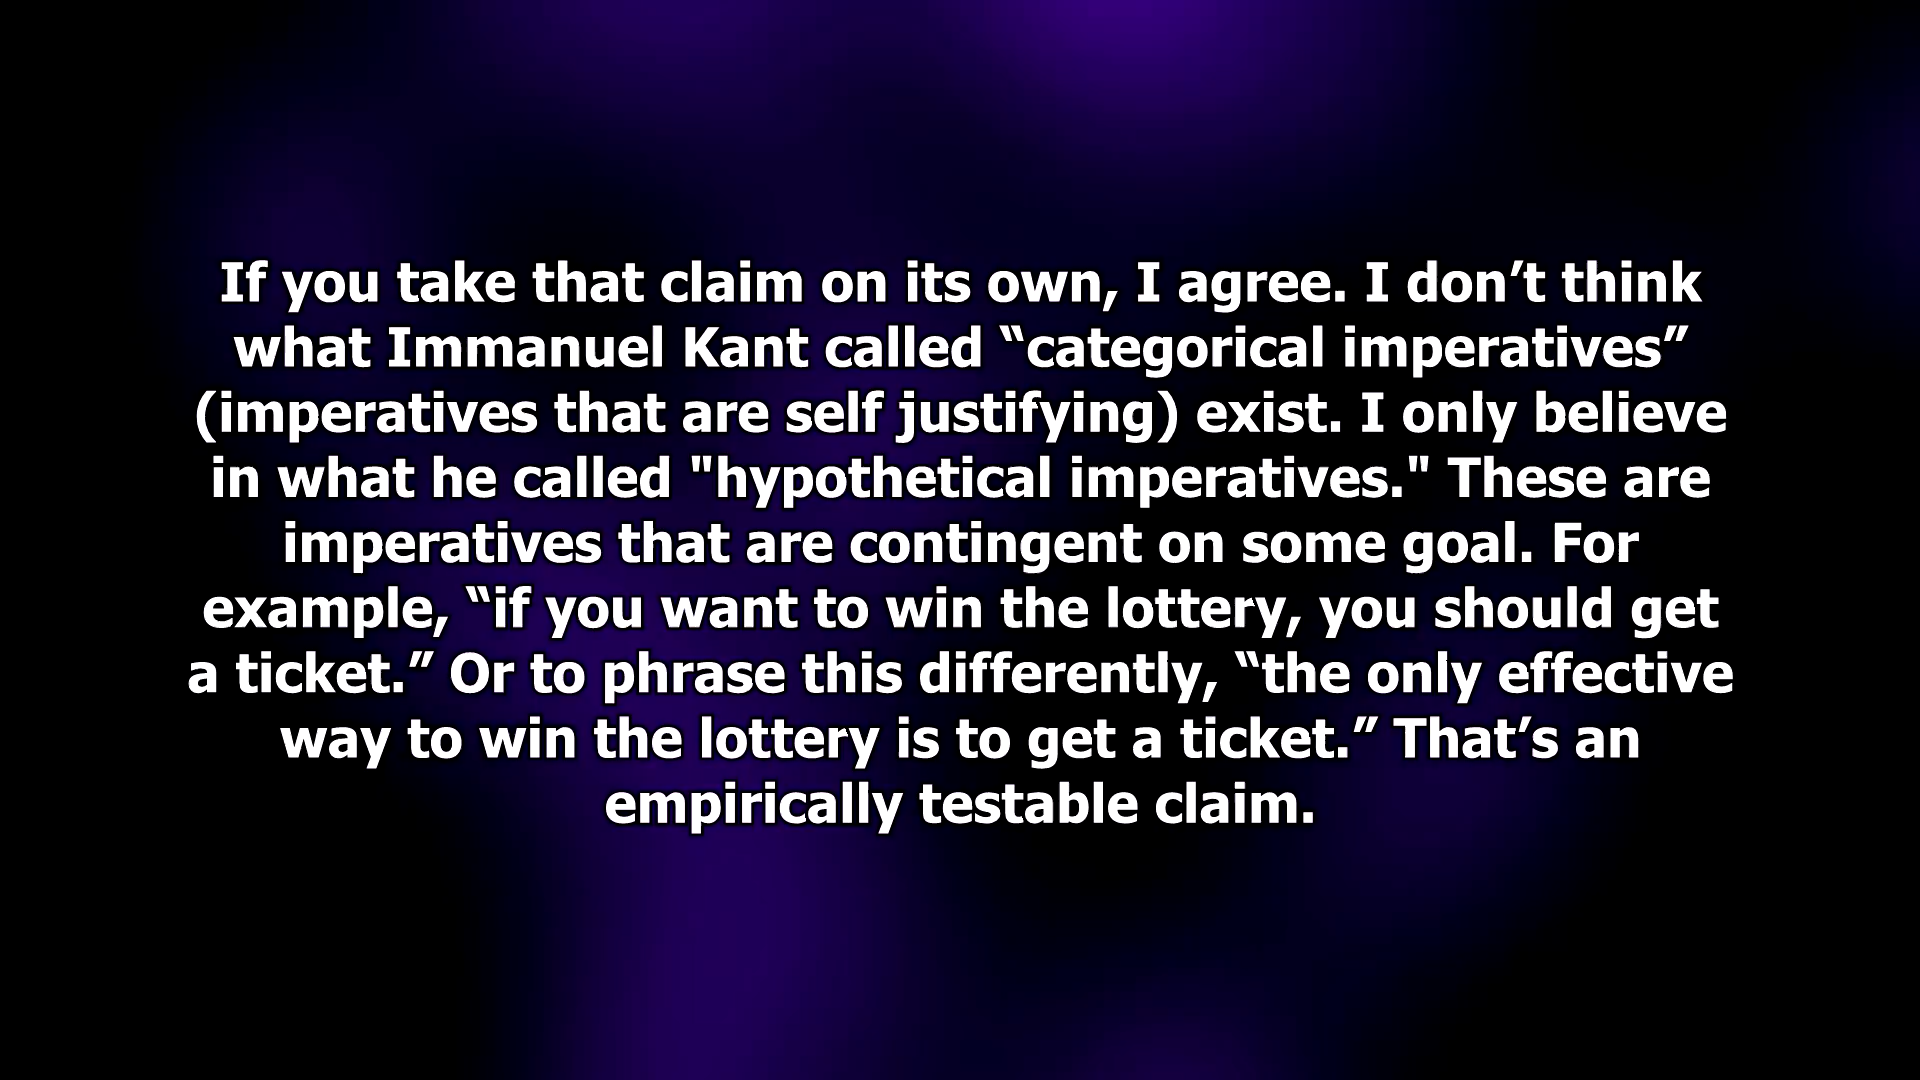 If you take that claim on its own, I agree. I don’t think
what Immanuel Kant called “categorical imperatives”
(imperatives that are self justifying) exist. I only believe
in what he called "hypothetical imperatives." These are
imperatives that are contingent on some goal. For
example, “if you want to win the lottery, you should get
a ticket.” Or to phrase this differently, “the only effective
way to win the lottery is to get a ticket.” That’s an
empirically testable claim.